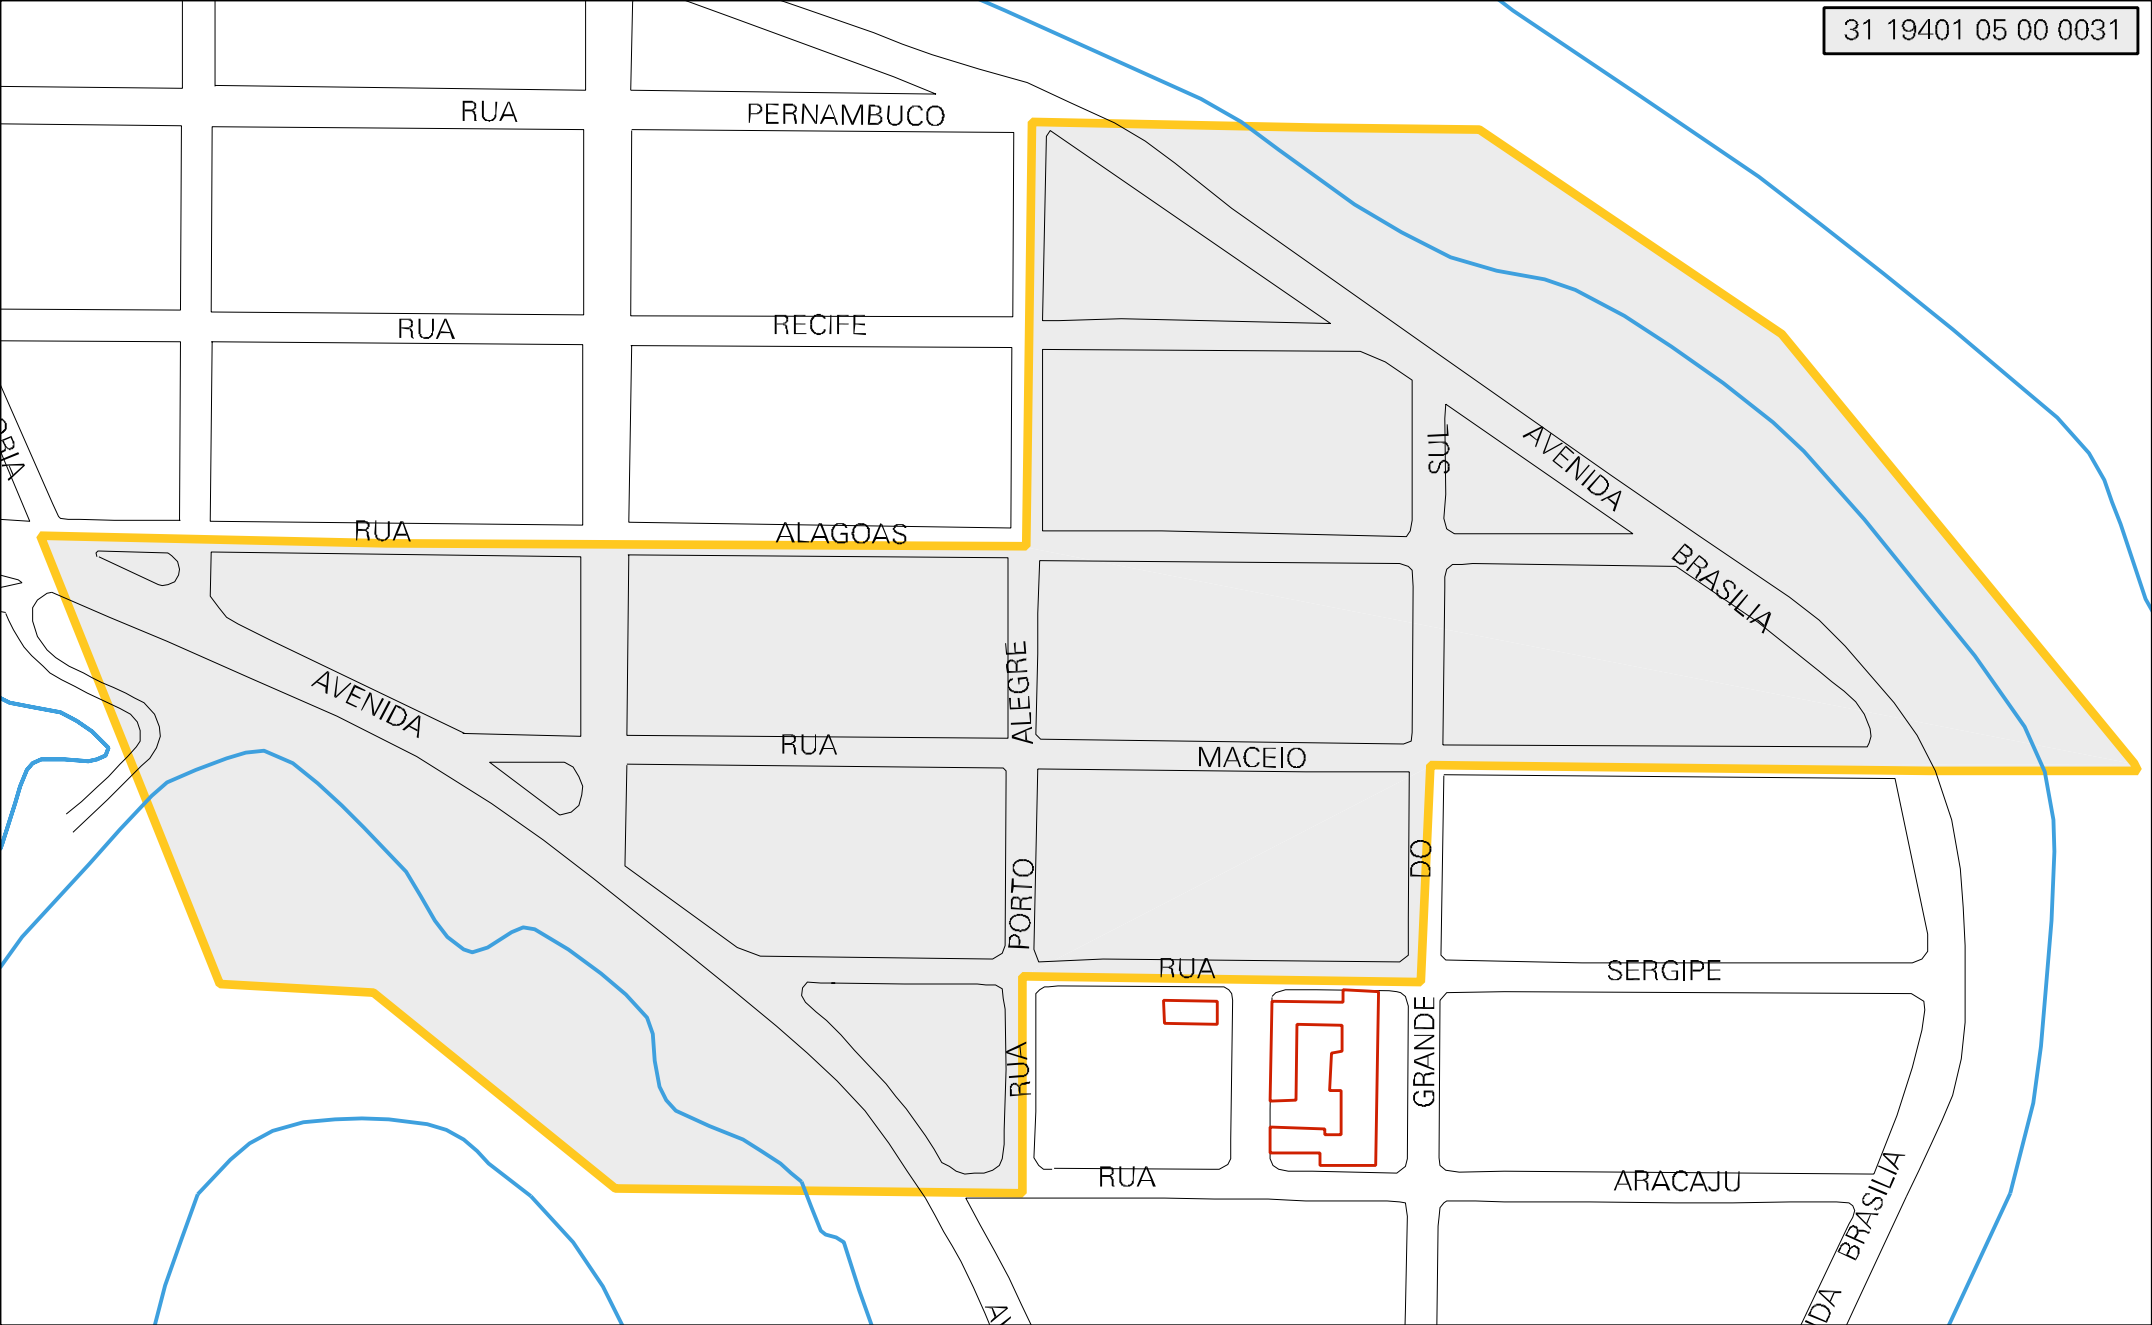 31 19401 05 00 0031
RUA PERNAMBUCO
RUA RECIFE
SUL
AVENIDA
RUA ALAGOAS
BRASILIA
AVENIDA
ALEGRE
RUA MACEIO
DO
PORTO
RUA SERGIPE
GRANDE
RUA
RUA ARACAJU
BRASILIA